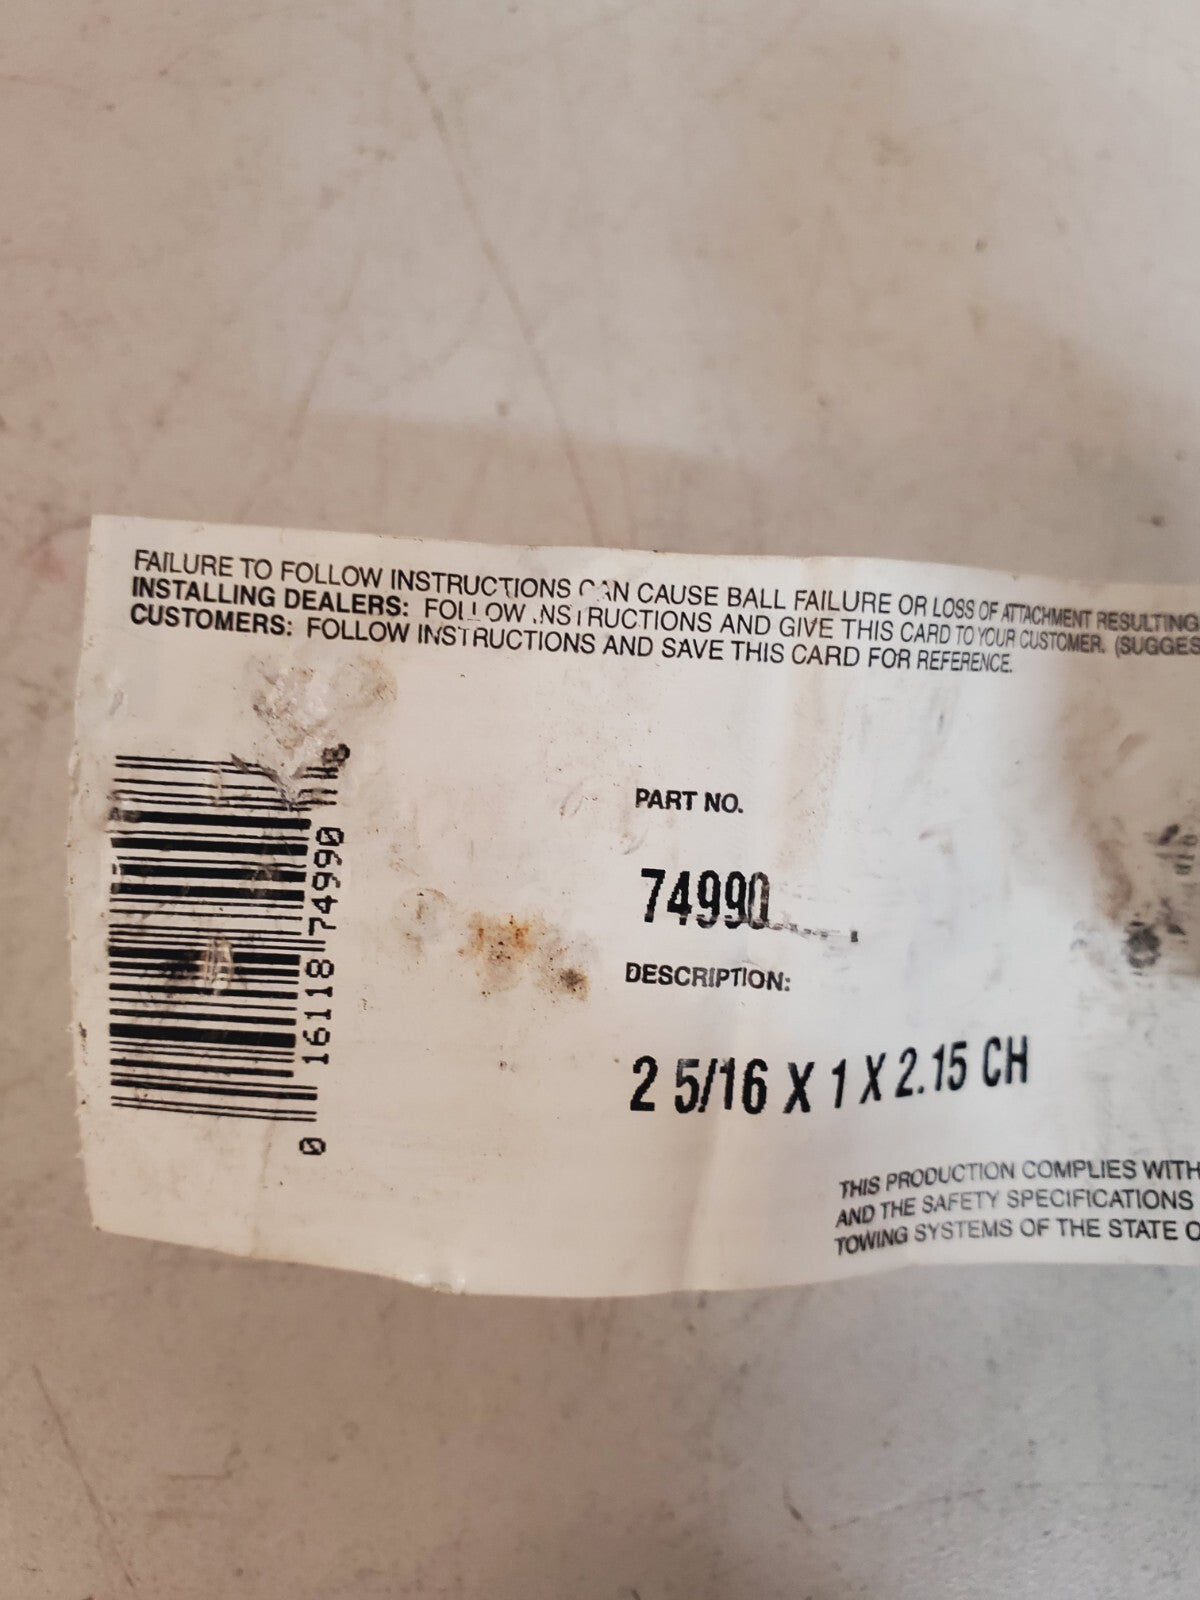 FAILURE TO FOLLOW INSTRUCTIONS CAN CAUSE BALL FAILURE OR LOSS OF ATTACHMENT RESULTING
INSTALLING DEALERS: FOLLOW INSTRUCTIONS AND GIVE THIS CARD TO YOUR CUSTOMER. (SUGGES
CUSTOMERS: FOLLOW INSTRUCTIONS AND SAVE THIS CARD FOR REFERENCE.
0 16118 74990
PART NO.
74990
DESCRIPTION:
2 5/16 X 1 X 2.15 CH
THIS PRODUCTION COMPLIES WITH
AND THE SAFETY SPECIFICATIONS
TOWING SYSTEMS OF THE STATE O